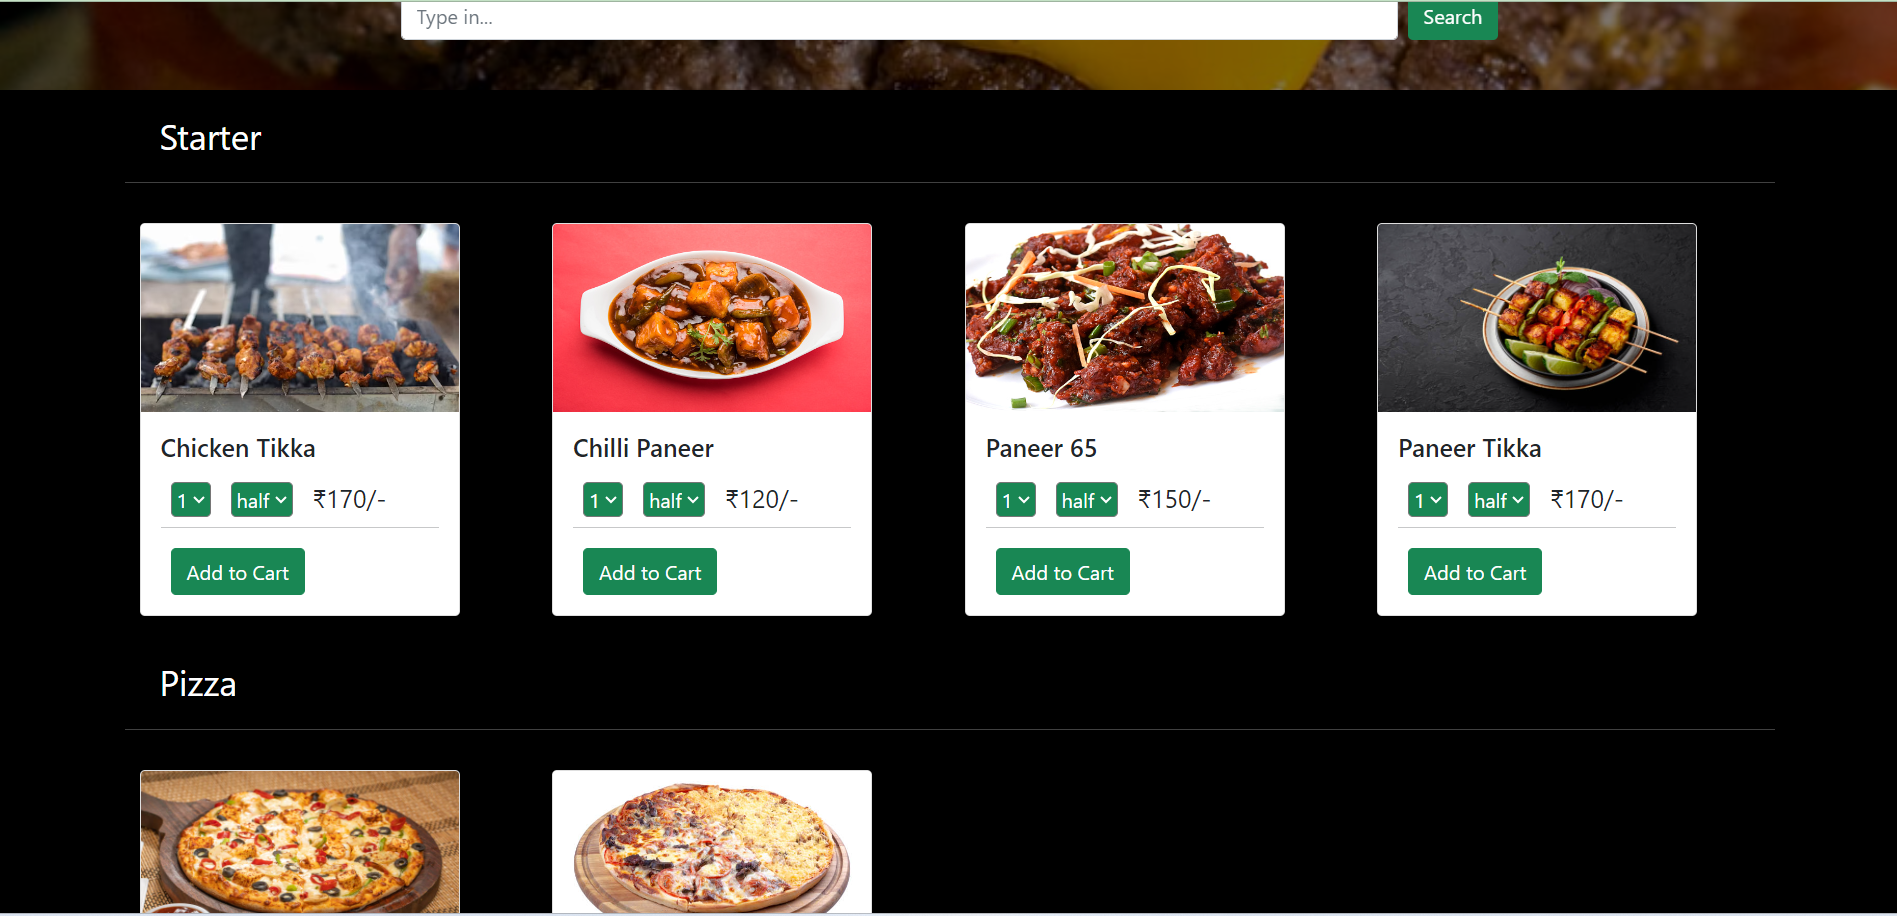 Type in... Search
Starter
Chicken Tikka
1 half ₹170/-
Add to Cart
Chilli Paneer
1 half ₹120/-
Add to Cart
Paneer 65
1 half ₹150/-
Add to Cart
Paneer Tikka
1 half ₹170/-
Add to Cart
Pizza